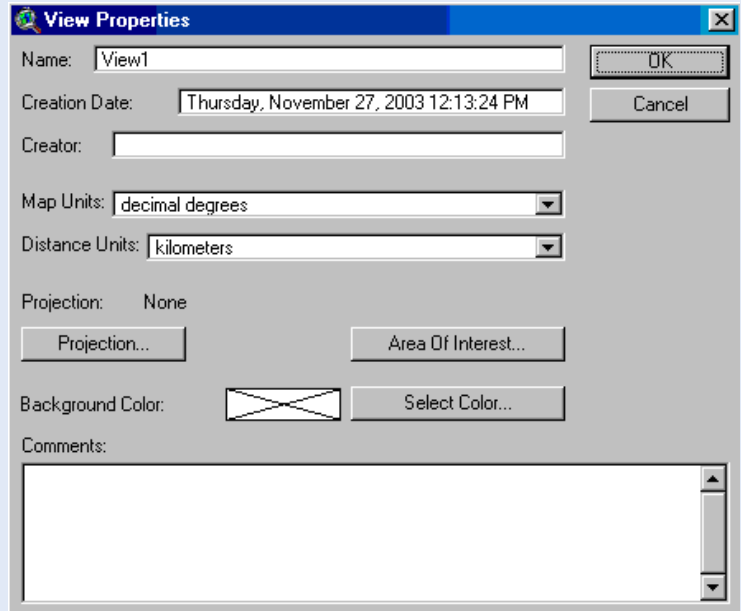 View Properties
Name: View1
OK
Creation Date: Thursday, November 27, 2003 12:13:24 PM
Cancel
Creator:
Map Units: decimal degrees
Distance Units: kilometers
Projection: None
Projection... Area Of Interest...
Background Color: Select Color...
Comments: